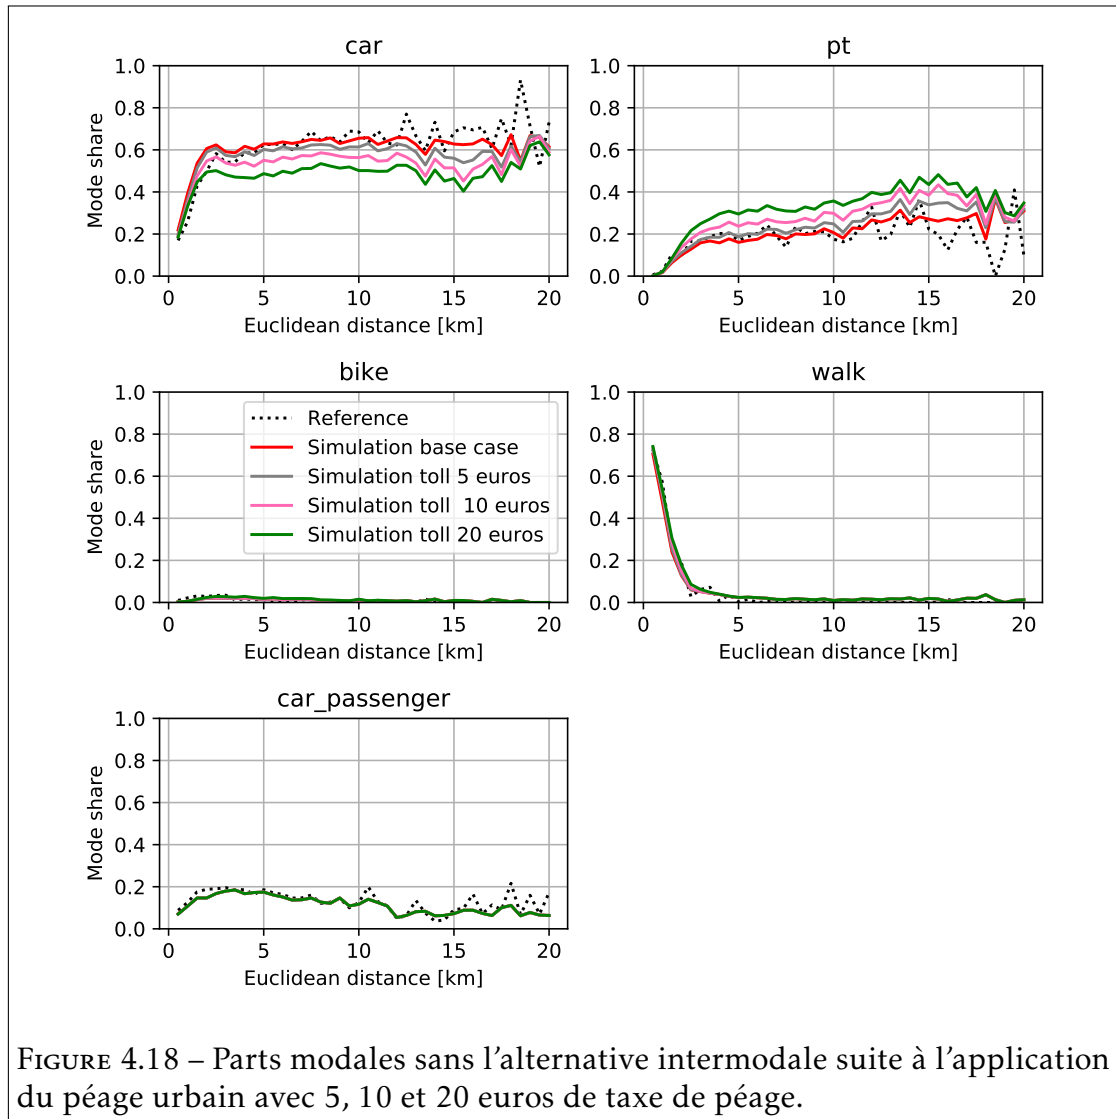 car
1.0
0.8
0.6
0.4
0.2
0.0
Mode share
0 5 10 15 20
Euclidean distance [km]
pt
1.0
0.8
0.6
0.4
0.2
0.0
0 5 10 15 20
Euclidean distance [km]
bike
1.0
0.8
0.6
0.4
0.2
0.0
Mode share
Reference
Simulation base case
Simulation toll 5 euros
Simulation toll  10 euros
Simulation toll 20 euros
0 5 10 15 20
Euclidean distance [km]
walk
1.0
0.8
0.6
0.4
0.2
0.0
0 5 10 15 20
Euclidean distance [km]
car_passenger
1.0
0.8
0.6
0.4
0.2
0.0
Mode share
0 5 10 15 20
Euclidean distance [km]
Figure 4.18 – Parts modales sans l'alternative intermodale suite à l'application
du péage urbain avec 5, 10 et 20 euros de taxe de péage.